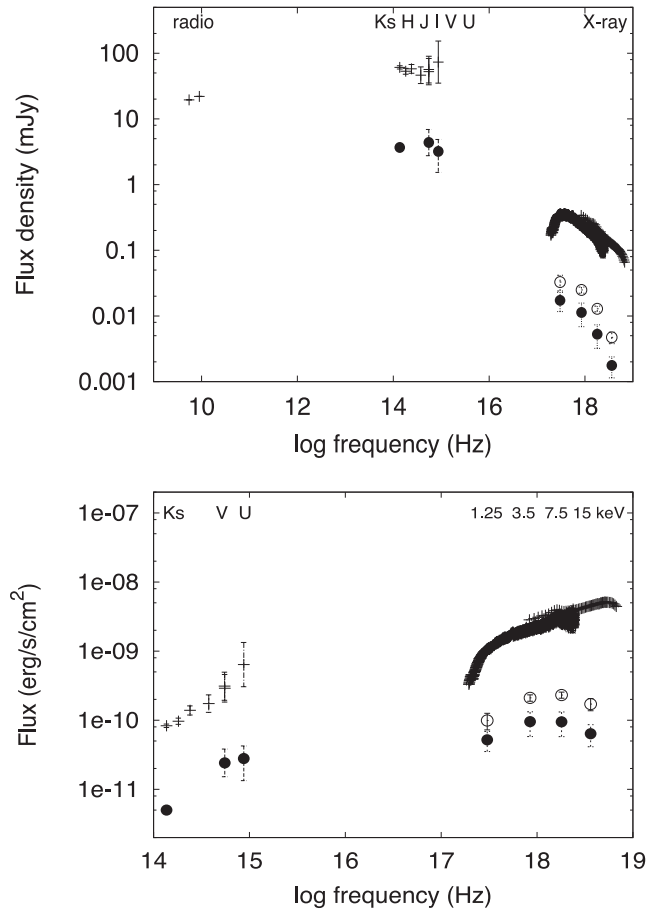 radio Ks H J I V U X-ray
100
10
1
0.1
0.01
0.001
Flux density (mJy)
10 12 14 16 18
log frequency (Hz)
Ks V U 1.25 3.5 7.5 15 keV
1e-07
1e-08
1e-09
1e-10
1e-11
Flux (erg/s/cm²)
14 15 16 17 18 19
log frequency (Hz)